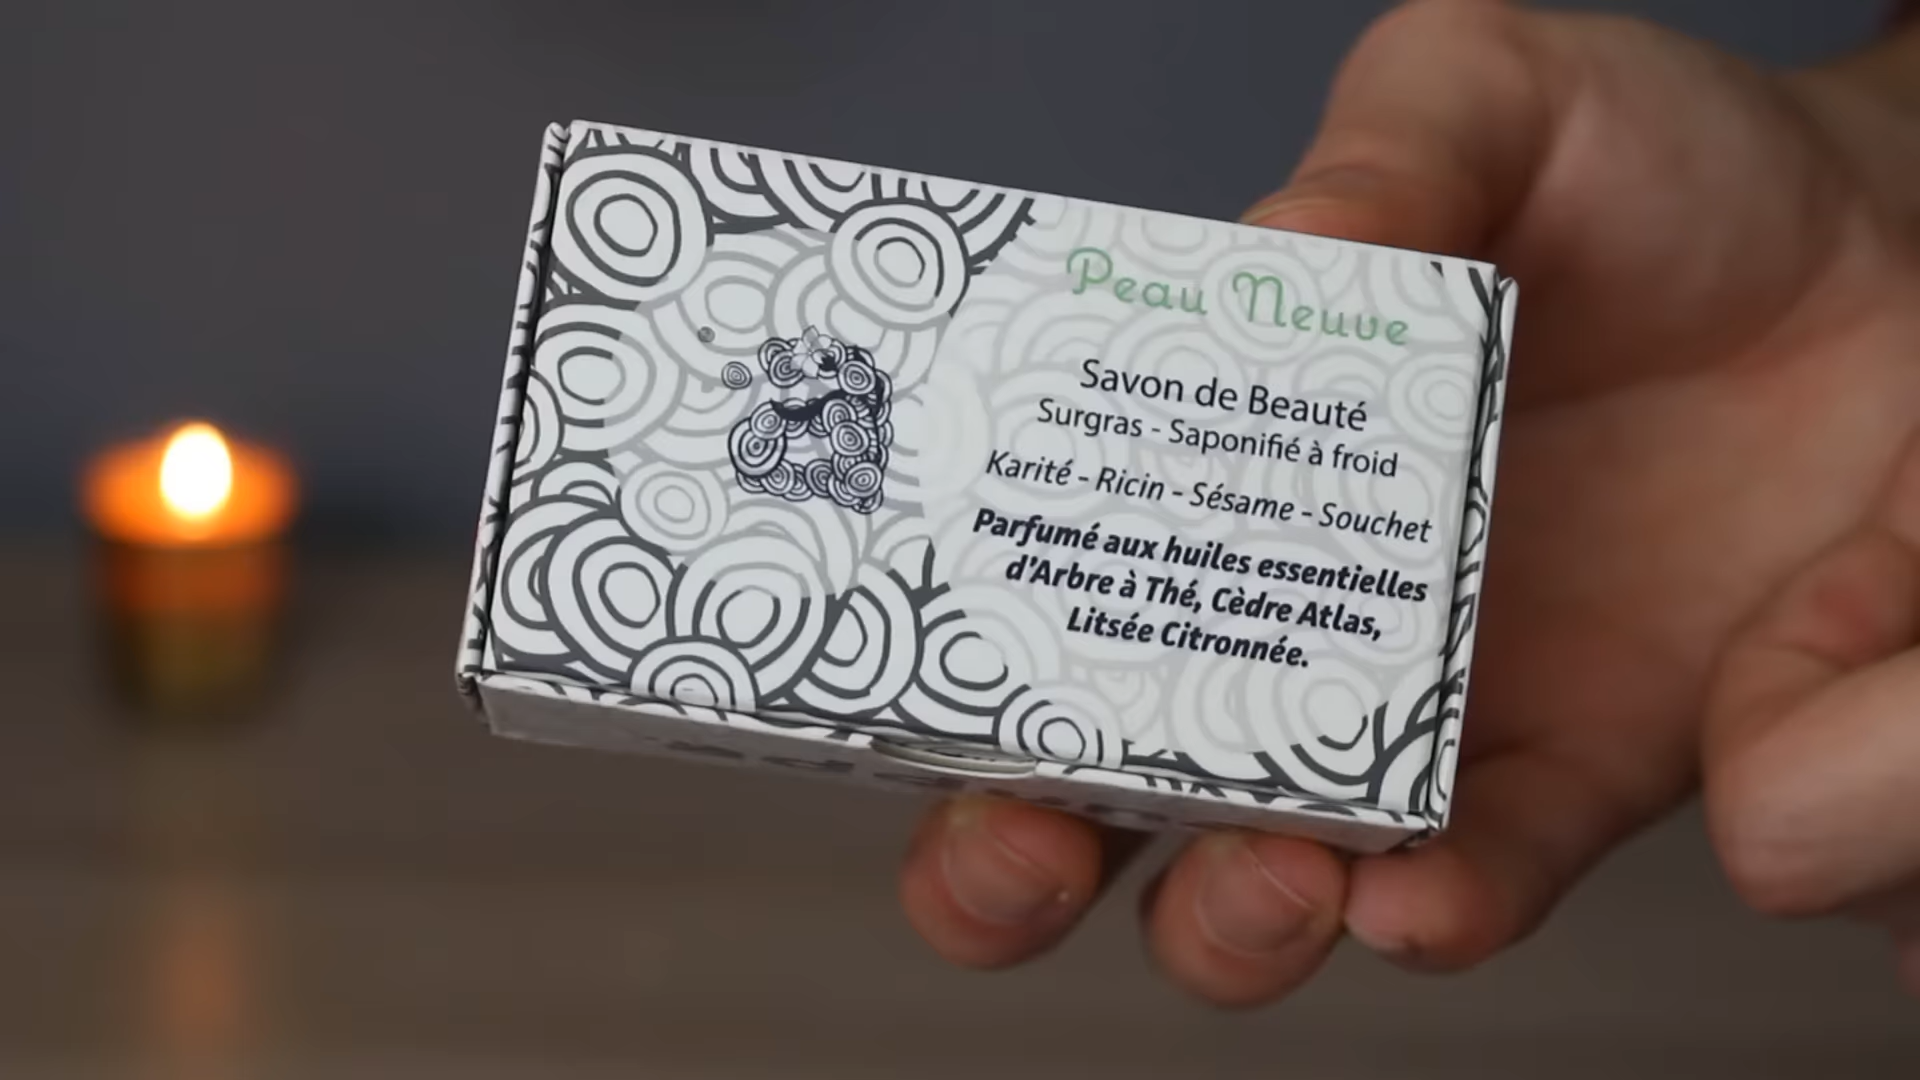 Peau Neuve
Savon de Beauté
Surgras - Saponifié à froid
Karité - Ricin - Sésame - Souchet
Parfumé aux huiles essentielles
d'Arbre à Thé, Cèdre Atlas,
Litsée Citronnée.